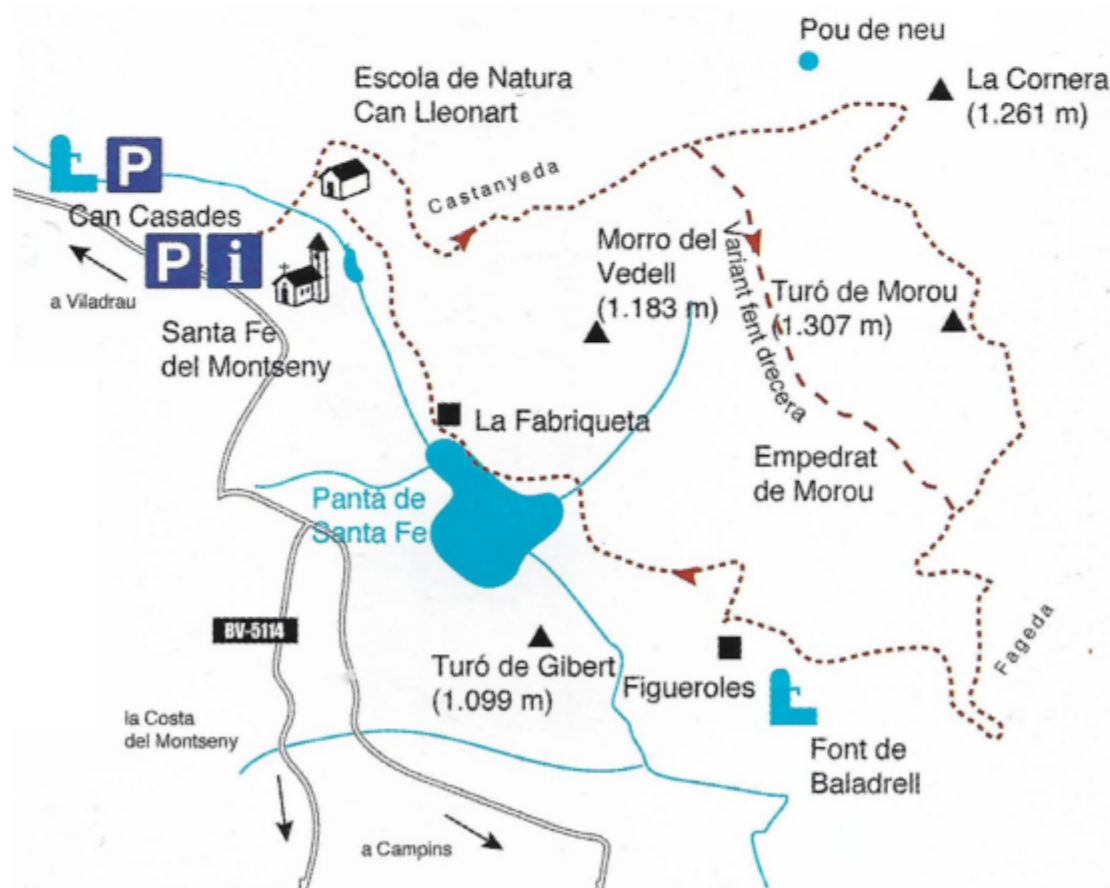 Pou de neu
La Cornera
(1.261 m)
Escola de Natura
Can Lleonart
P
Can Casades
Castanyeda
P i
a Viladrau
Santa Fe
del Montseny
Morro del
Vedell
(1.183 m)
Variant fent drecera
Turó de Morou
(1.307 m)
La Fabriqueta
Empedrat
de Morou
Pantà de
Santa Fe
BV-5114
Turó de Gibert
(1.099 m)
Figueroles
Fageda
la Costa
del Montseny
Font de
Baladrell
a Campins